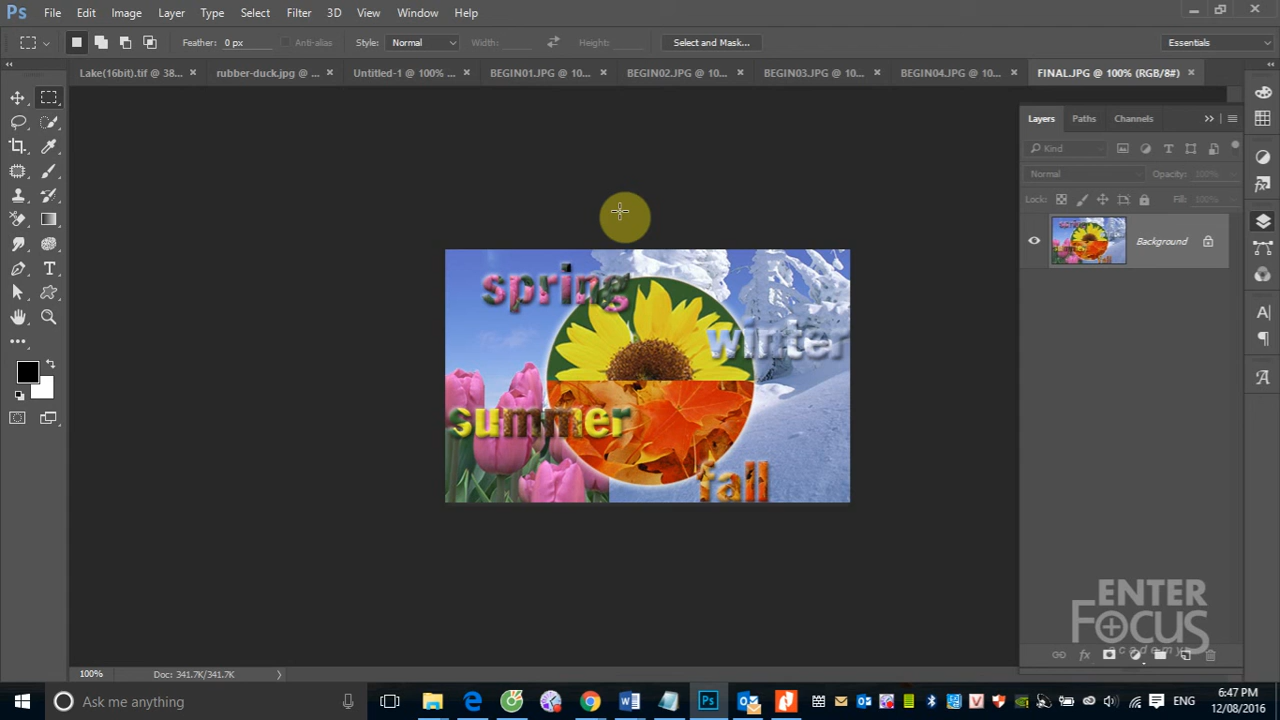 Ps File Edit Image Layer Type Select Filter 3D View Window Help
Feather: 0 px Anti-alias Style: Normal Width: Height: Select and Mask... Essentials
Lake(16bit).tif @ 38... × rubber-duck.jpg @ ... × Untitled-1 @ 100% ... × BEGIN01.JPG @ 10... × BEGIN02.JPG @ 10... × BEGIN03.JPG @ 10... × BEGIN04.JPG @ 10... × FINAL.JPG @ 100% (RGB/8#) ×
Layers Paths Channels
Kind
Normal Opacity: 100%
Lock: Fill: 100%
Background
spring
winter
summer
fall
ENTER
FOCUS
academy
100% Doc: 341.7K/341.7K
Ask me anything
ENG
6:47 PM
12/08/2016